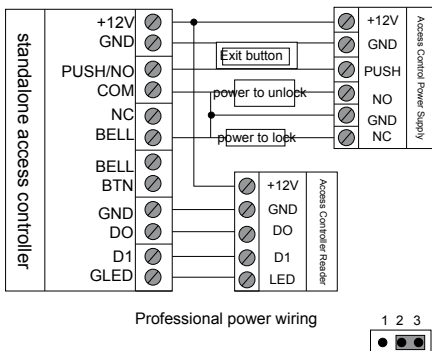 standalone access controller
+12V
GND
PUSH/NO
COM
NC
BELL
BELL
BTN
GND
DO
D1
GLED
Exit button
power to unlock
power to lock
+12V
GND
PUSH
NO
GND
NC
Access Control Power Supply
+12V
GND
DO
D1
LED
Access Controller Reader
Professional power wiring
1 2 3